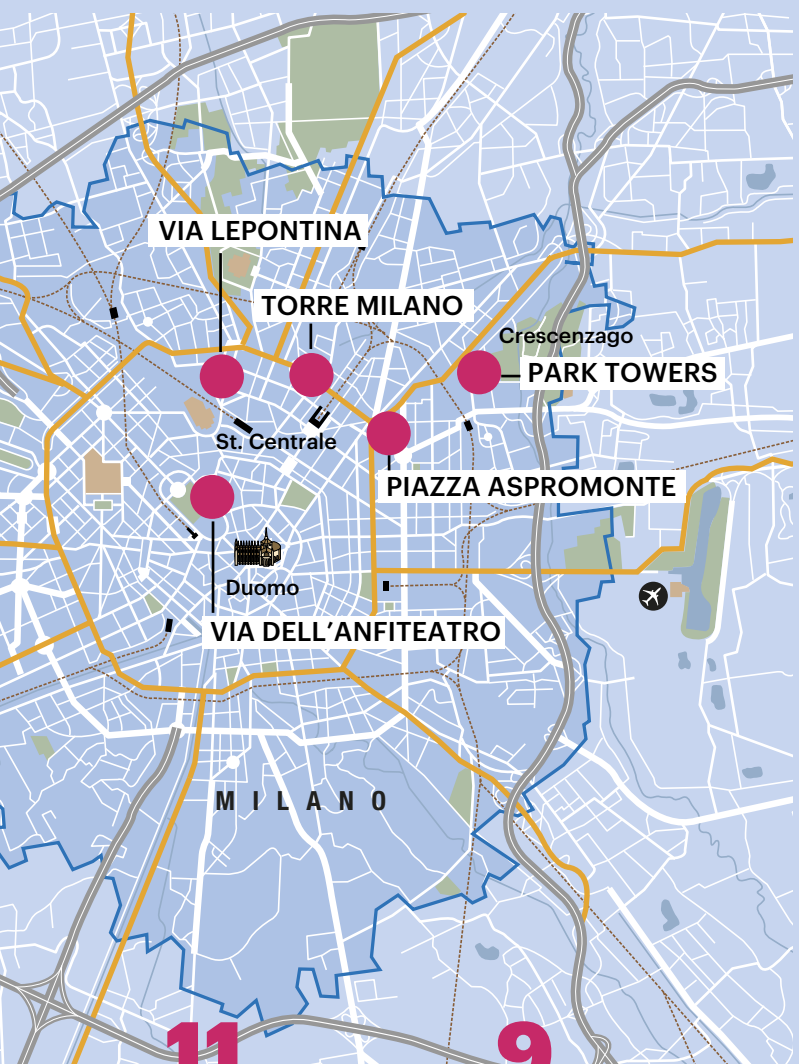 VIA LEPONTINA
TORRE MILANO
Crescenzago
PARK TOWERS
St. Centrale
PIAZZA ASPROMONTE
Duomo
VIA DELL’ANFITEATRO
MILANO
11
9